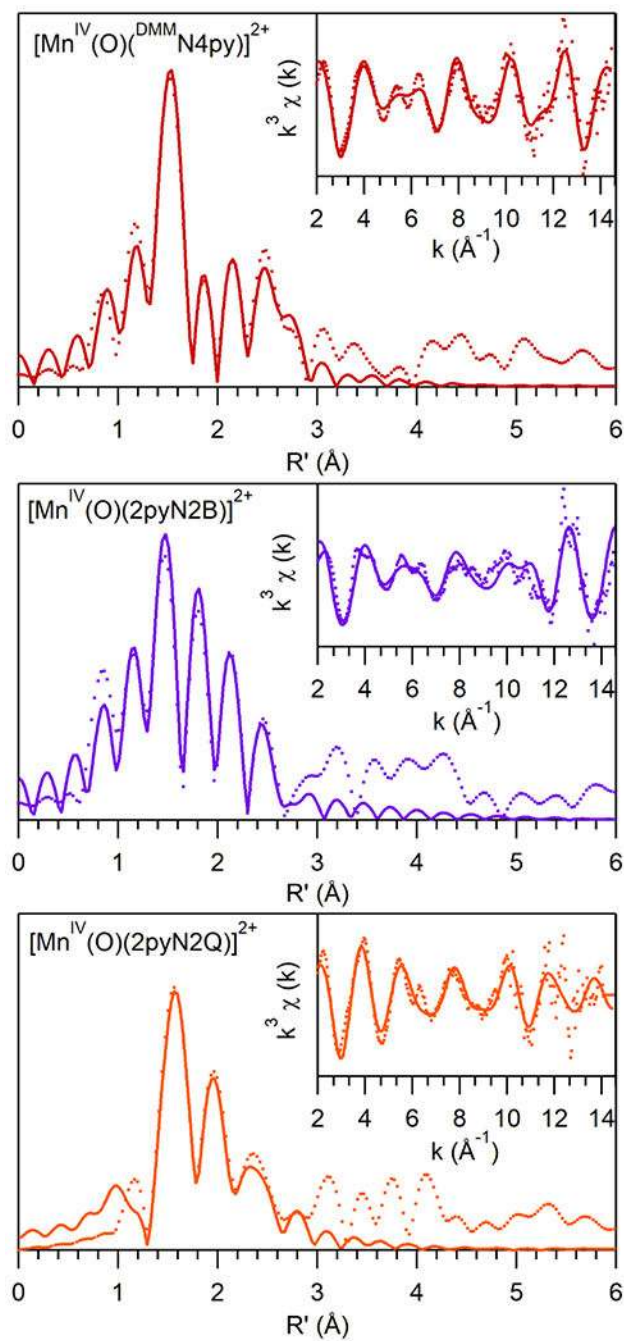 [Mn^IV(O)(^DMMN4py)]^2+
k^3 χ (k)
2 4 6 8 10 12 14
k (Å^-1)
0 1 2 3 4 5 6
R' (Å)
[Mn^IV(O)(2pyN2B)]^2+
k^3 χ (k)
2 4 6 8 10 12 14
k (Å^-1)
0 1 2 3 4 5 6
R' (Å)
[Mn^IV(O)(2pyN2Q)]^2+
k^3 χ (k)
2 4 6 8 10 12 14
k (Å^-1)
0 1 2 3 4 5 6
R' (Å)